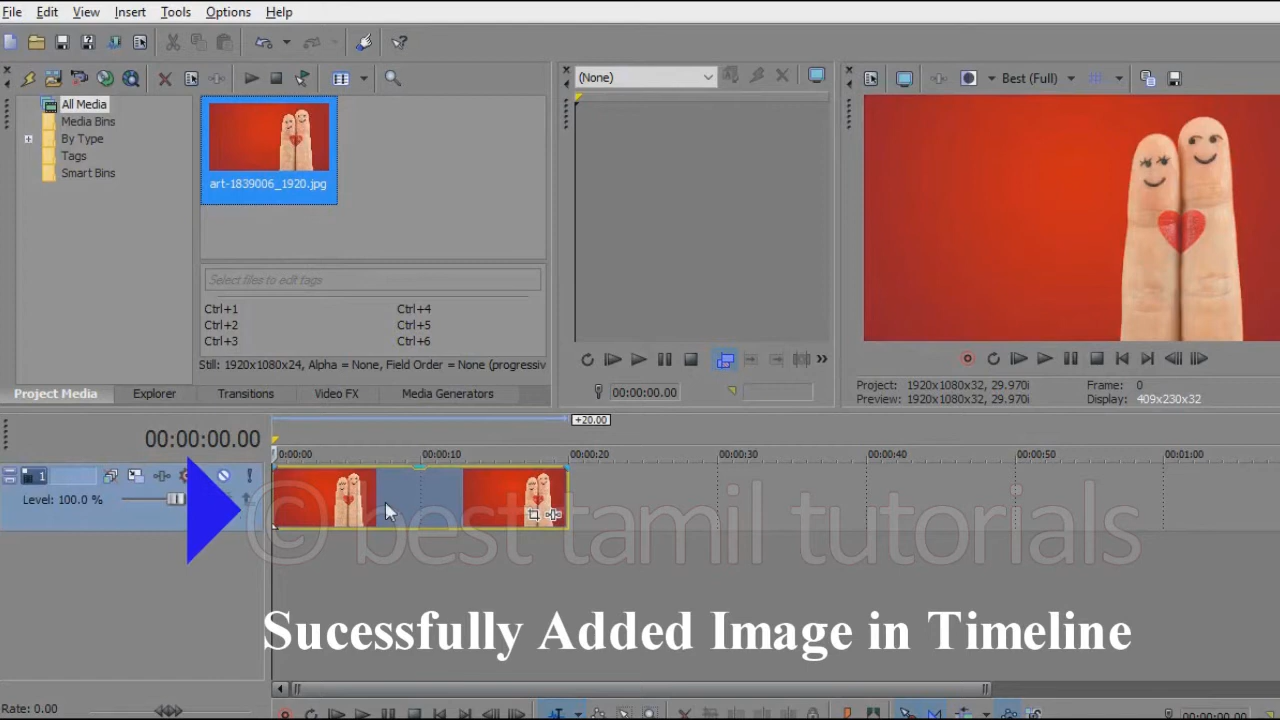 File Edit View Insert Tools Options Help
(None)
Best (Full)
All Media
Media Bins
By Type
Tags
Smart Bins
art-1839006_1920.jpg
Select files to edit tags
Ctrl+1 Ctrl+4
Ctrl+2 Ctrl+5
Ctrl+3 Ctrl+6
Still: 1920x1080x24, Alpha = None, Field Order = None (progressiv
Project Media Explorer Transitions Video FX Media Generators
00:00:00.00
Project: 1920x1080x32, 29.970i Frame: 0
Preview: 1920x1080x32, 29.970i Display: 409x230x32
+20.00
00:00:00.00
0:00:00 00:00:10 00:00:20 00:00:30 00:00:40 00:00:50 00:01:00
1
Level: 100.0 %
© best tamil tutorials
Sucessfully Added Image in Timeline
Rate: 0.00
00:00:00.00